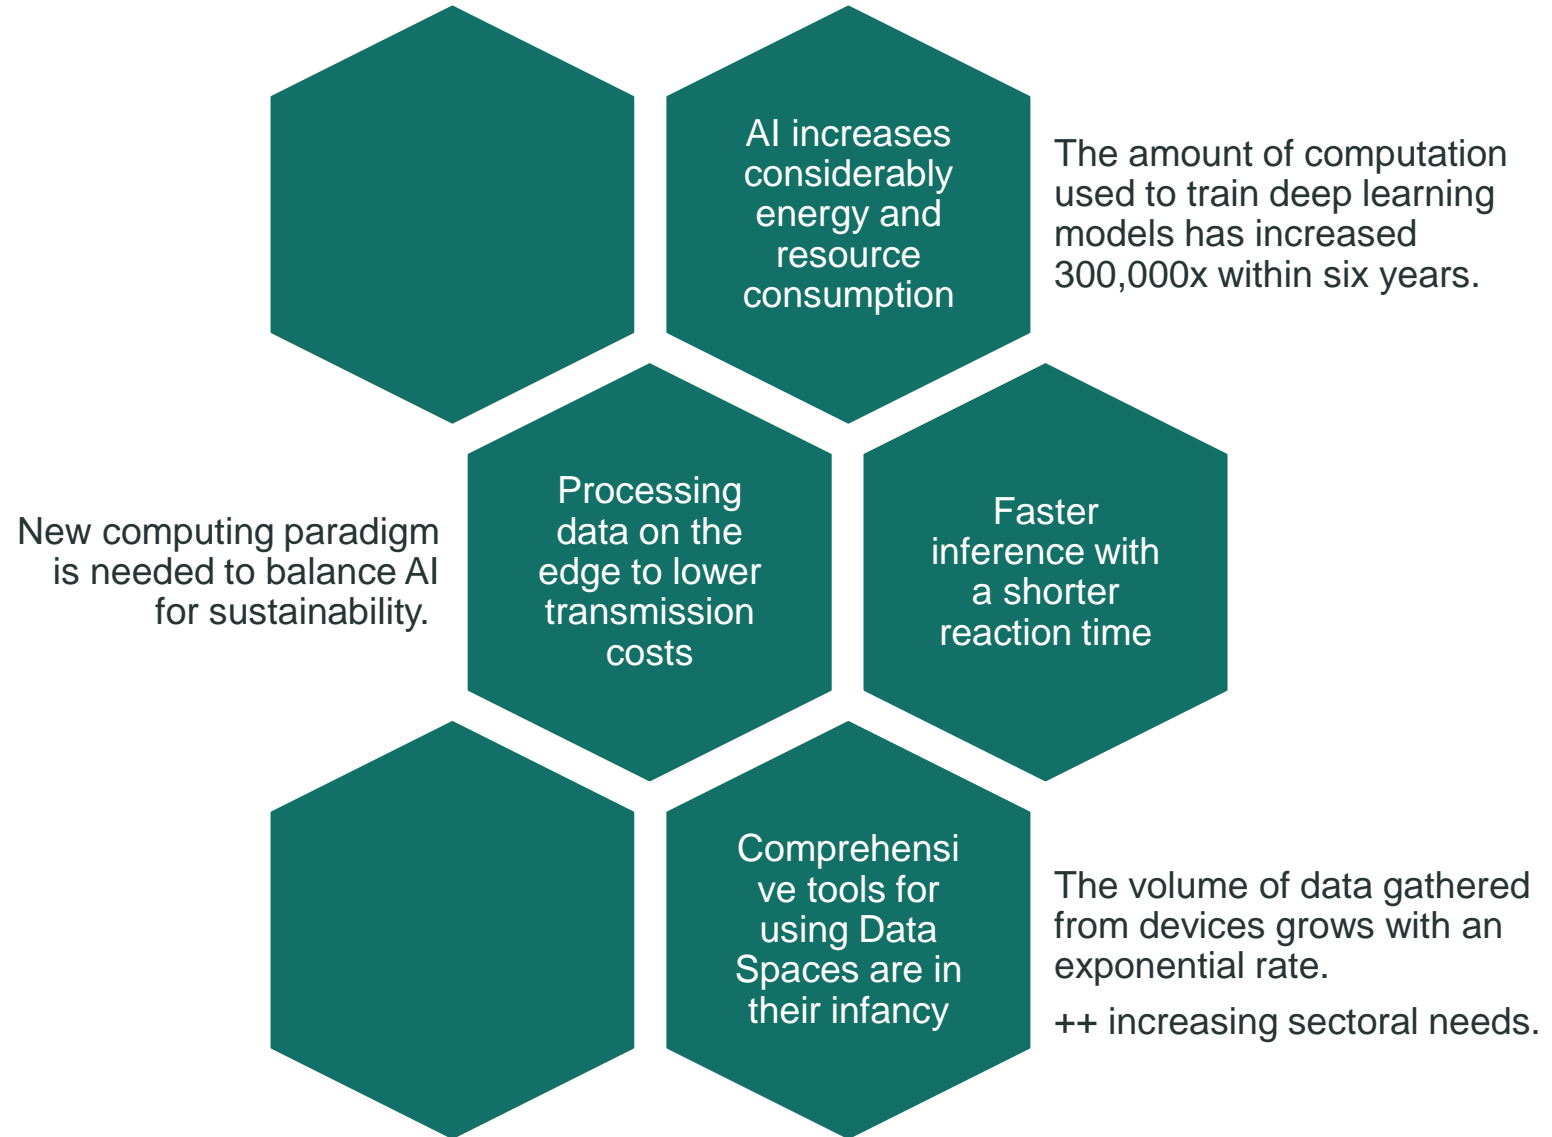 AI increases
considerably
energy and
resource
consumption
The amount of computation
used to train deep learning
models has increased
300,000x within six years.
New computing paradigm
is needed to balance AI
for sustainability.
Processing
data on the
edge to lower
transmission
costs
Faster
inference with
a shorter
reaction time
Comprehensi
ve tools for
using Data
Spaces are in
their infancy
The volume of data gathered
from devices grows with an
exponential rate.
++ increasing sectoral needs.